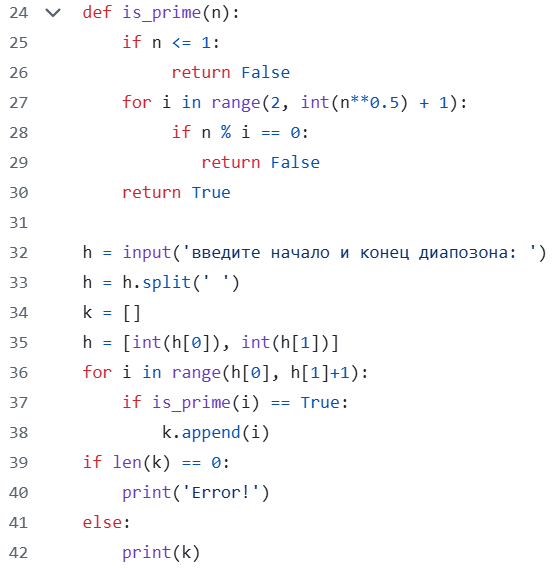 24 def is_prime(n):
25     if n <= 1:
26          return False
27     for i in range(2, int(n**0.5) + 1):
28          if n % i == 0:
29             return False
30     return True
31
32 h = input('введите начало и конец диапозона: ')
33 h = h.split(' ')
34 k = []
35 h = [int(h[0]), int(h[1])]
36 for i in range(h[0], h[1]+1):
37     if is_prime(i) == True:
38         k.append(i)
39 if len(k) == 0:
40     print('Error!')
41 else:
42     print(k)